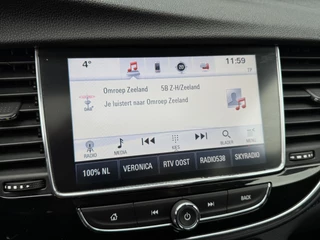 4° 11:59
Omroep Zeeland 5B Z-H/Zeeland
Je luistert naar Omroep Zeeland
RADIO MEDIA BLADER
100% NL VERONICA RTV OOST RADIO538 SKYRADIO